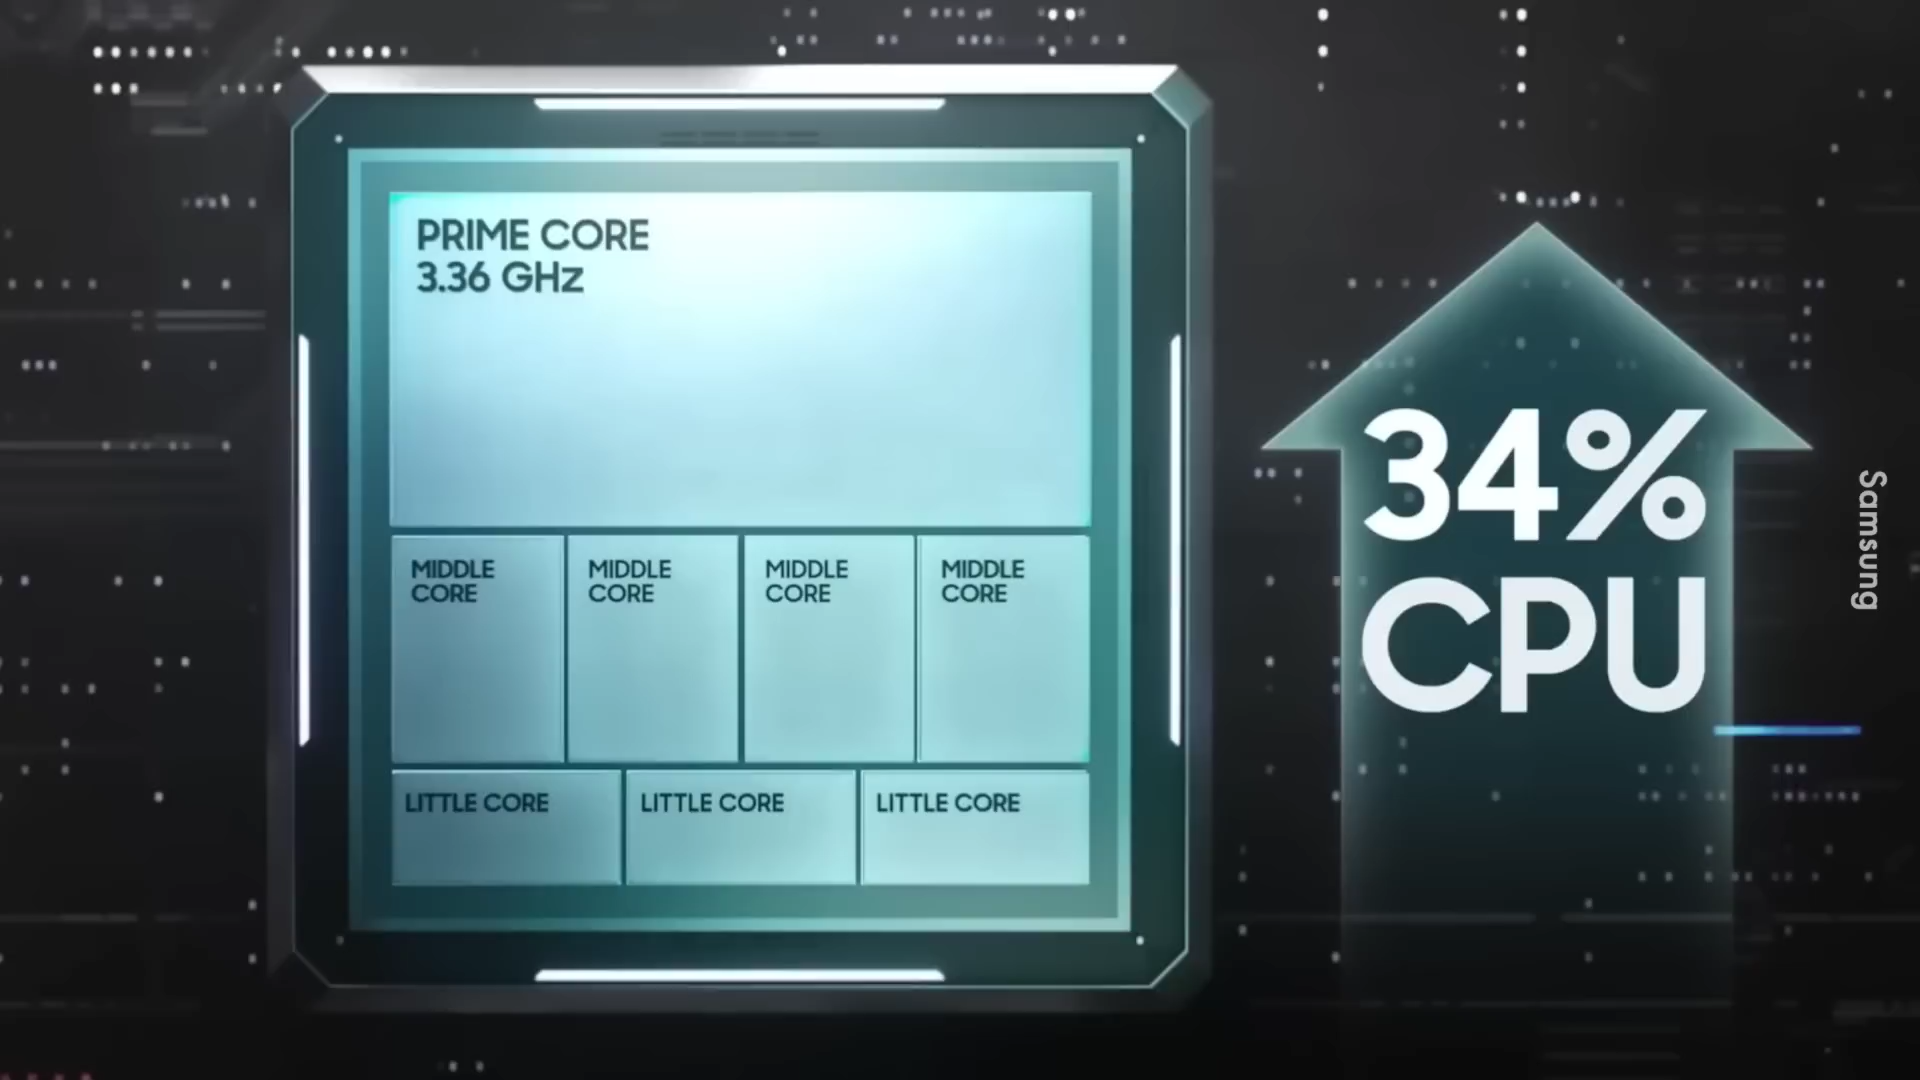 PRIME CORE
3.36 GHz
MIDDLE
CORE
MIDDLE
CORE
MIDDLE
CORE
MIDDLE
CORE
LITTLE CORE
LITTLE CORE
LITTLE CORE
34%
CPU
Samsung